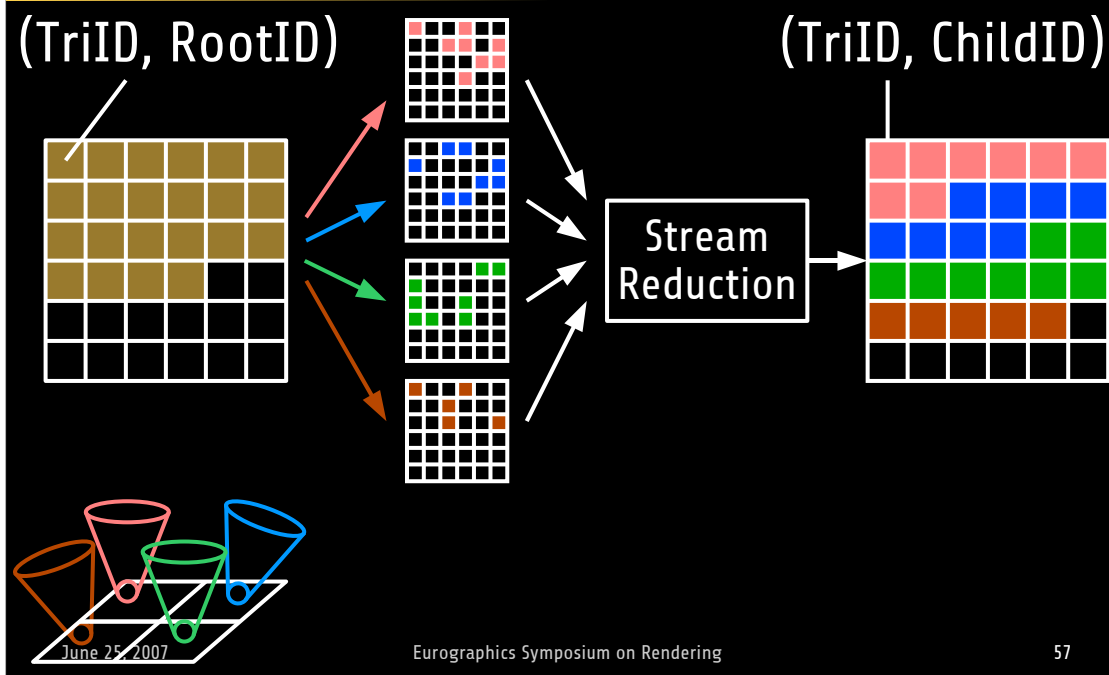 (TriID, RootID)
(TriID, ChildID)
Stream
Reduction
June 25, 2007
Eurographics Symposium on Rendering
57